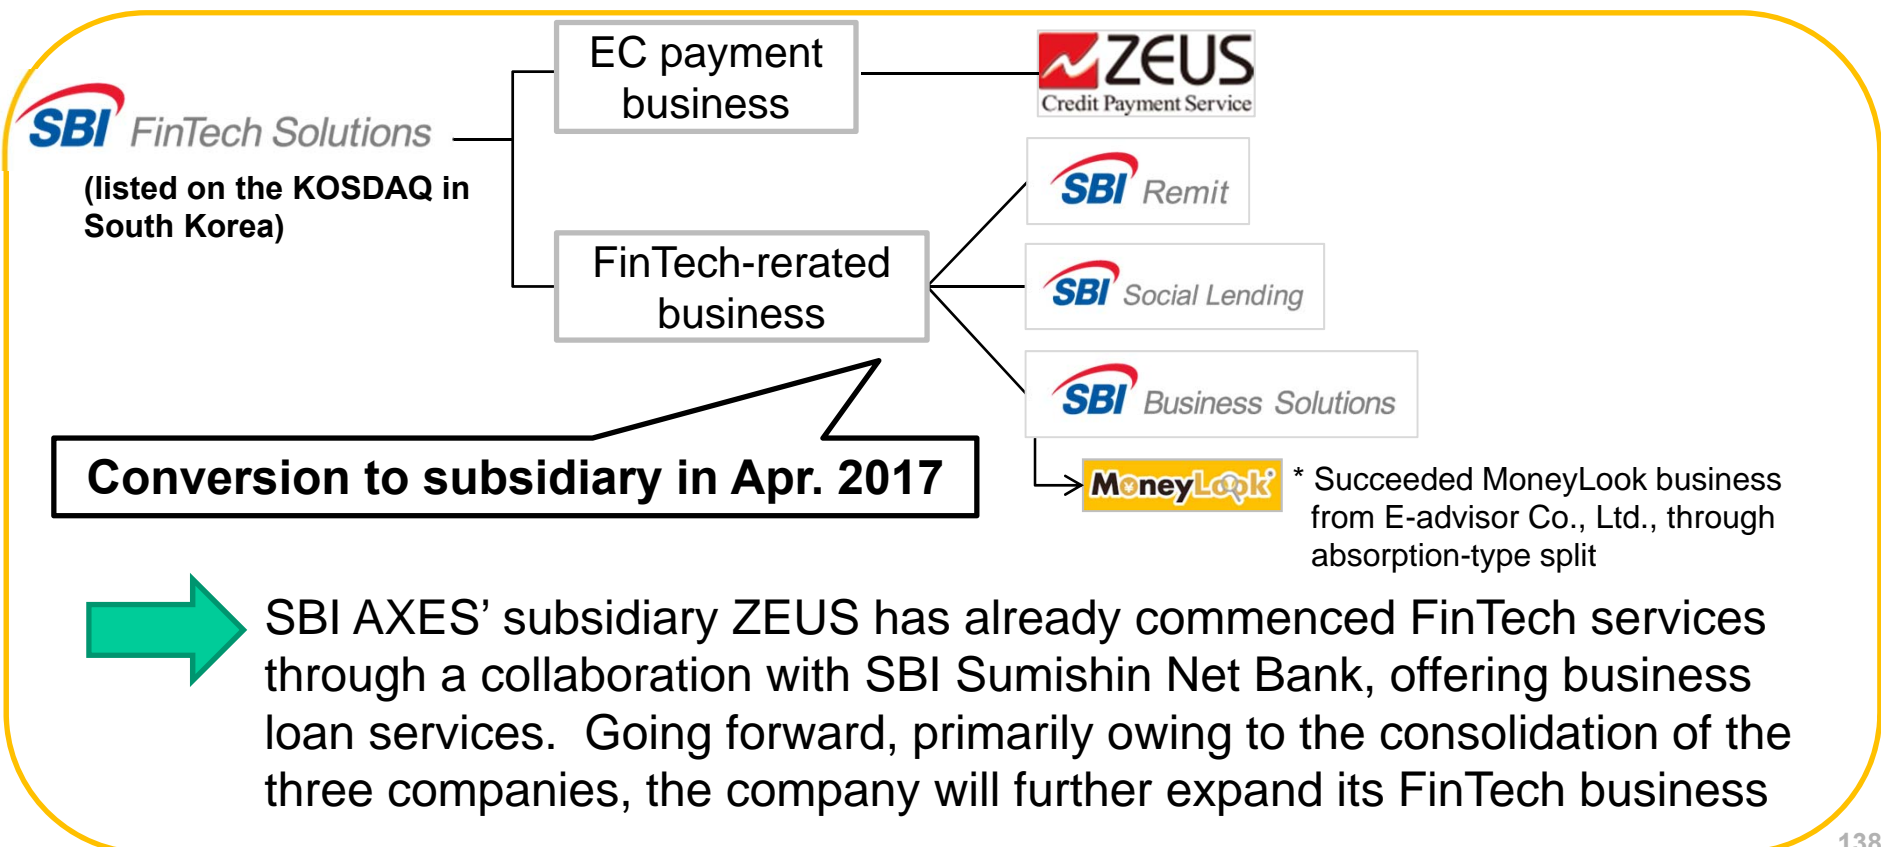 EC payment
business
ZEUS
Credit Payment Service
SBI FinTech Solutions
(listed on the KOSDAQ in
South Korea)
SBI Remit
FinTech-rerated
business
SBI Social Lending
SBI Business Solutions
Conversion to subsidiary in Apr. 2017
MoneyLook
* Succeeded MoneyLook business
from E-advisor Co., Ltd., through
absorption-type split
SBI AXES’ subsidiary ZEUS has already commenced FinTech services
through a collaboration with SBI Sumishin Net Bank, offering business
loan services.  Going forward, primarily owing to the consolidation of the
three companies, the company will further expand its FinTech business
138